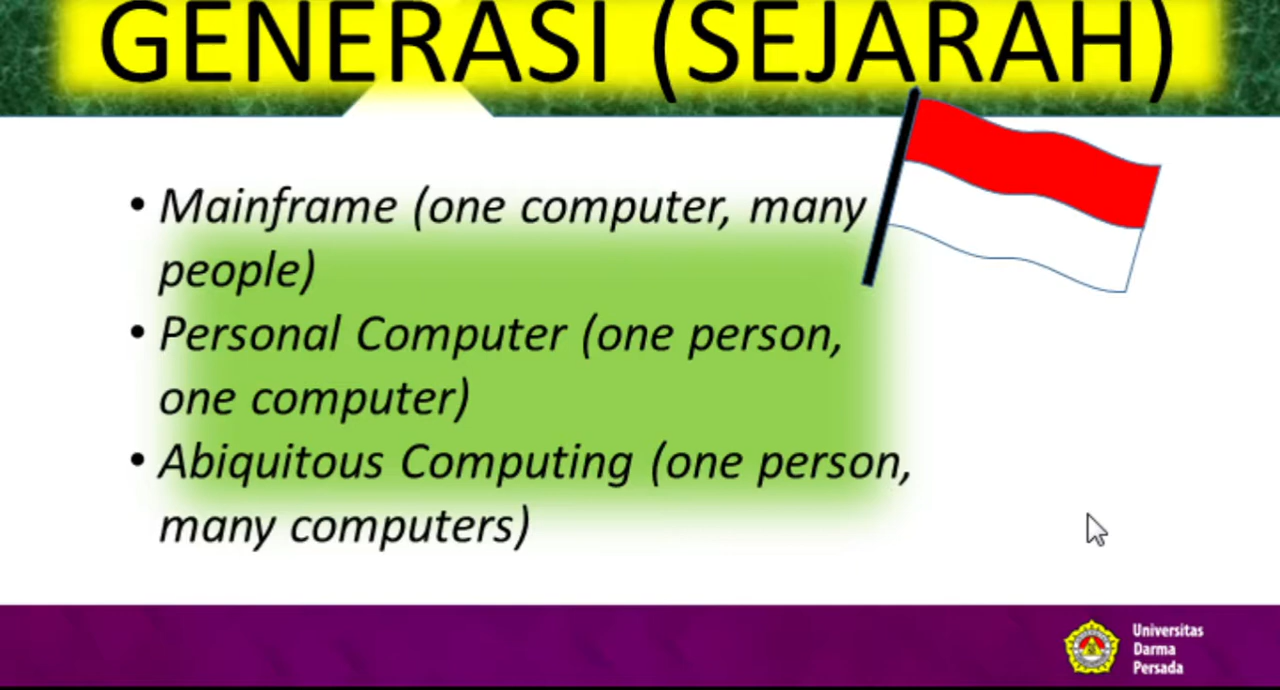 GENERASI (SEJARAH)
• Mainframe (one computer, many
people)
• Personal Computer (one person,
one computer)
• Abiquitous Computing (one person,
many computers)
Universitas
Darma
Persada